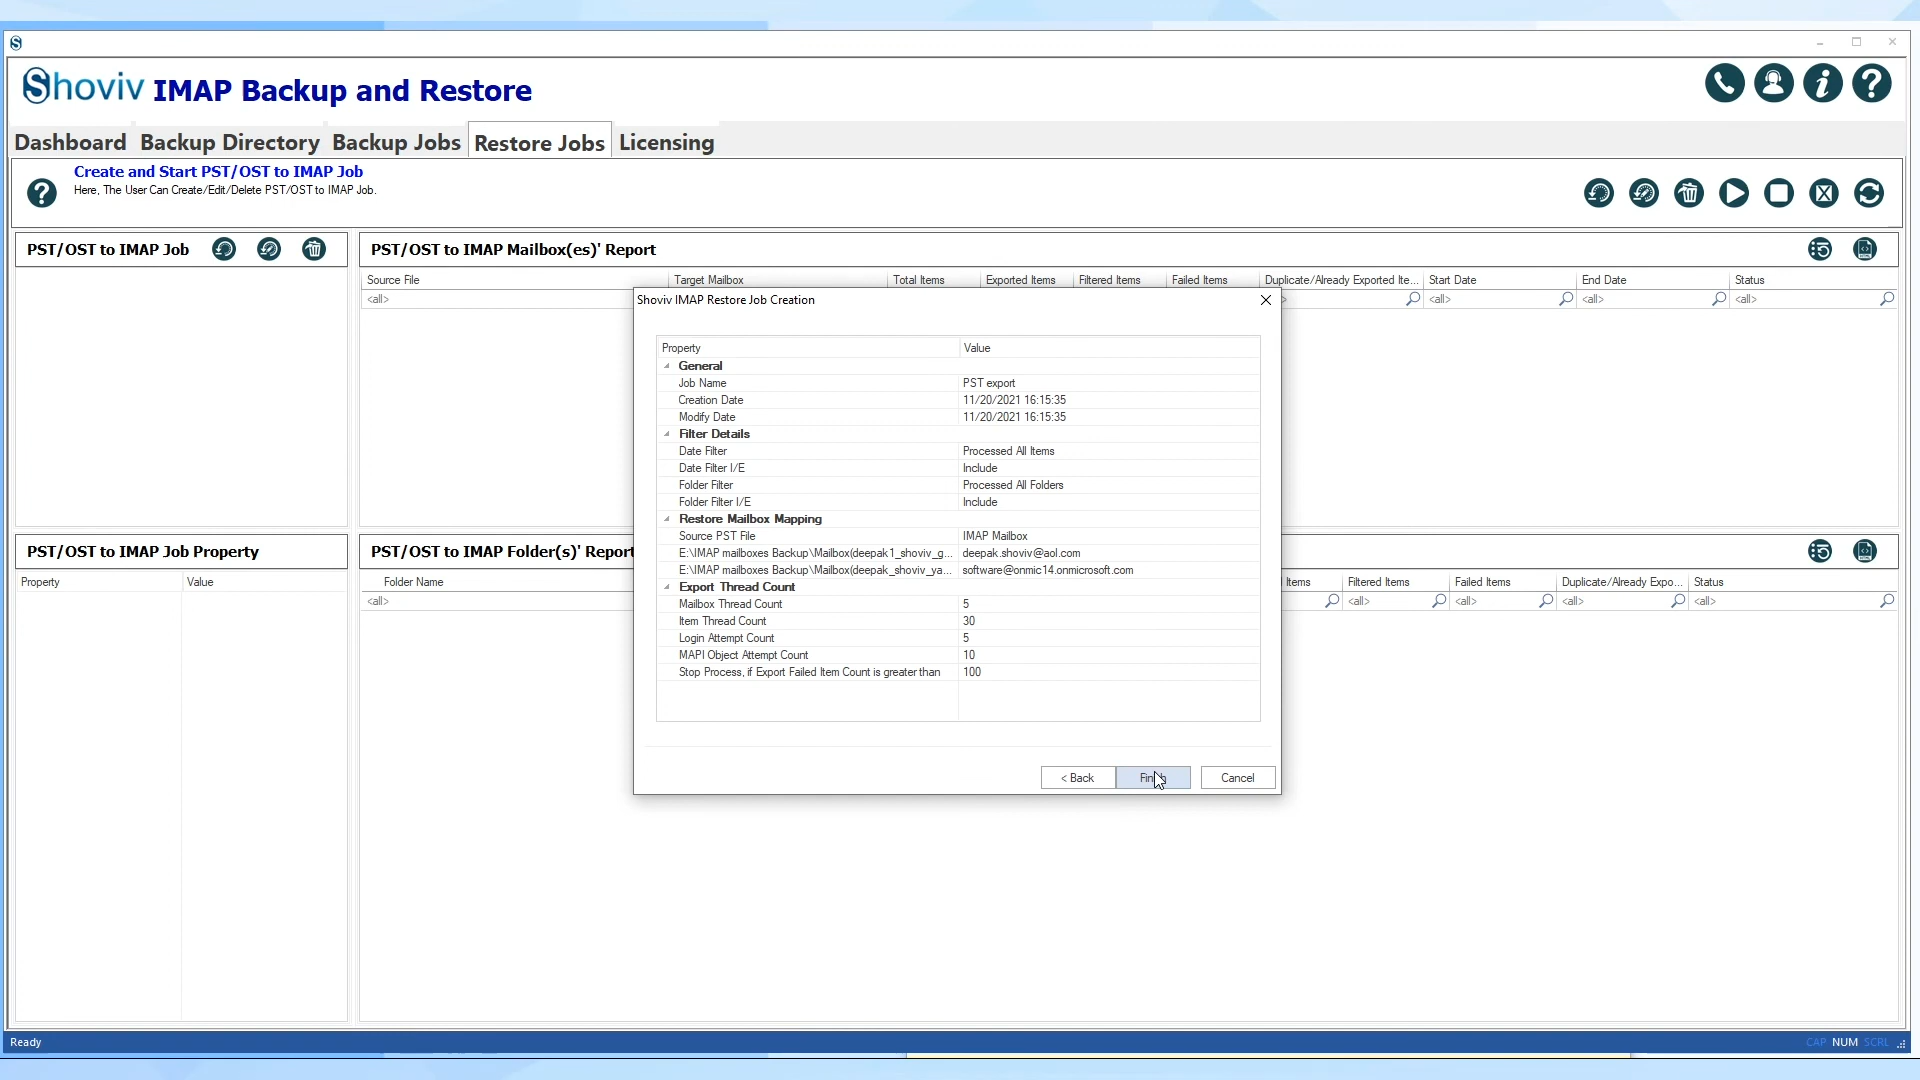 Shoviv IMAP Backup and Restore
Dashboard Backup Directory Backup Jobs Restore Jobs Licensing
Create and Start PST/OST to IMAP Job
Here, The User Can Create/Edit/Delete PST/OST to IMAP Job.
PST/OST to IMAP Job
PST/OST to IMAP Mailbox(es)' Report
Source File Target Mailbox Total Items Exported Items Filtered Items Failed Items Duplicate/Already Exported Ite... Start Date End Date Status
<all> <all> <all> <all>
Shoviv IMAP Restore Job Creation
Property Value
General
Job Name PST export
Creation Date 11/20/2021 16:15:35
Modify Date 11/20/2021 16:15:35
Filter Details
Date Filter Processed All Items
Date Filter I/E Include
Folder Filter Processed All Folders
Folder Filter I/E Include
Restore Mailbox Mapping
Source PST File IMAP Mailbox
E:\IMAP mailboxes Backup\Mailbox(deepak1_shoviv_g... deepak.shoviv@aol.com
E:\IMAP mailboxes Backup\Mailbox(deepak_shoviv_ya... software@onmic14.onmicrosoft.com
Export Thread Count
Mailbox Thread Count 5
Item Thread Count 30
Login Attempt Count 5
MAPI Object Attempt Count 10
Stop Process, if Export Failed Item Count is greater than 100
< Back Finish Cancel
PST/OST to IMAP Job Property
Property Value
PST/OST to IMAP Folder(s)' Report
Folder Name Items Filtered Items Failed Items Duplicate/Already Expo... Status
<all> <all> <all> <all> <all>
Ready CAP NUM SCRL